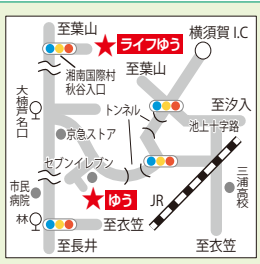 至葉山
横須賀 I.C
ライフゆう
湘南国際村
秋谷入口
至葉山
大楠芦名口
トンネル
至汐入
京急ストア
池上十字路
セブンイレブン
三浦高校
市民
病院
ゆう
JR
林
至衣笠
至長井
至衣笠